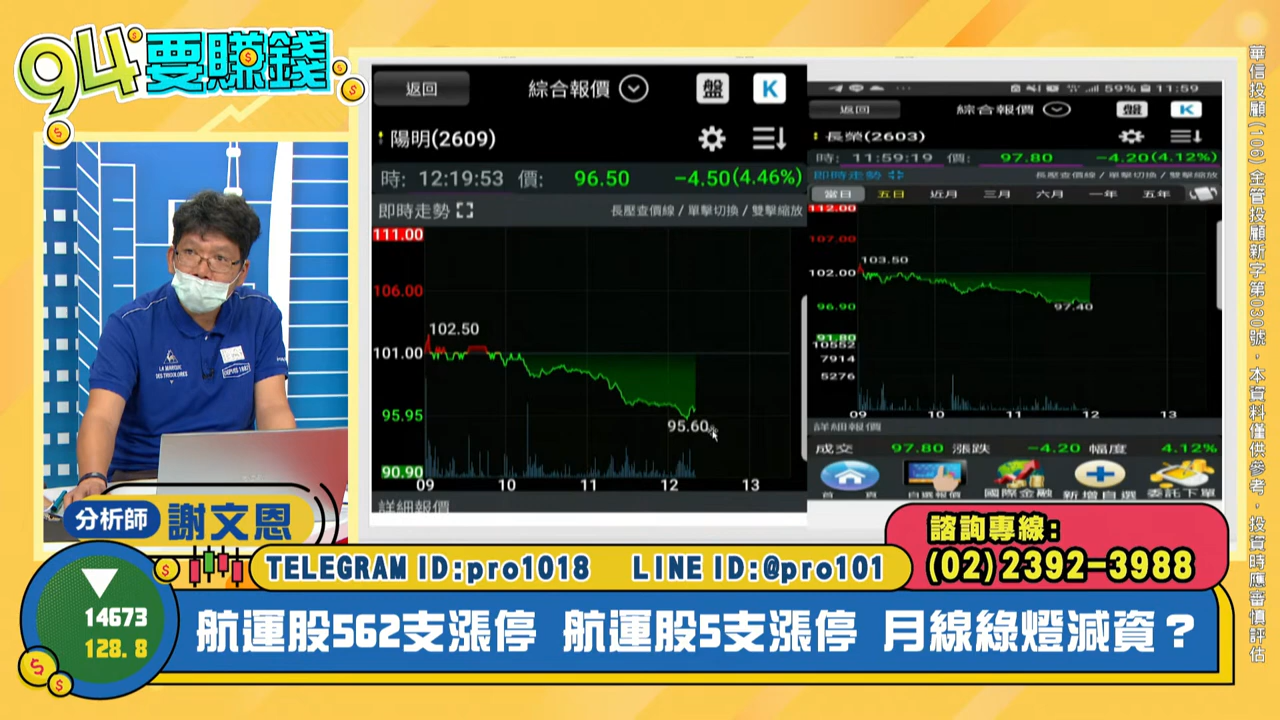 94要賺錢
返回
綜合報價
盤
K
陽明(2609)
時: 12:19:53 價: 96.50 −4.50(4.46%)
即時走勢
長壓查價線/單擊切換/雙擊縮放
111.00
106.00
102.50
101.00
95.95
95.60
90.90
09 10 11 12 13
詳細報價
59% 11:59
返回
綜合報價
盤
K
長榮(2603)
時: 11:59:19 價: 97.80 −4.20(4.12%)
即時走勢
長壓查價線/單擊切換/雙擊縮放
當日 五日 近月 三月 六月 一年 五年
112.00
107.00
103.50
102.00
96.90
97.40
91.80
10552
7914
5276
09 10 11 12 13
詳細報價
成交 97.80 漲跌 −4.20 幅度 4.12%
首 頁 自選報價 國際金融 新增自選 委託下單
分析師 謝文恩
諮詢專線:
(02)2392-3988
TELEGRAM ID:pro1018 LINE ID:@pro101
14673
128.8
航運股562支漲停 航運股5支漲停 月線綠燈減資?
華信投顧(106)金管投顧新字第030號,本資料僅供參考,投資時應審慎評估